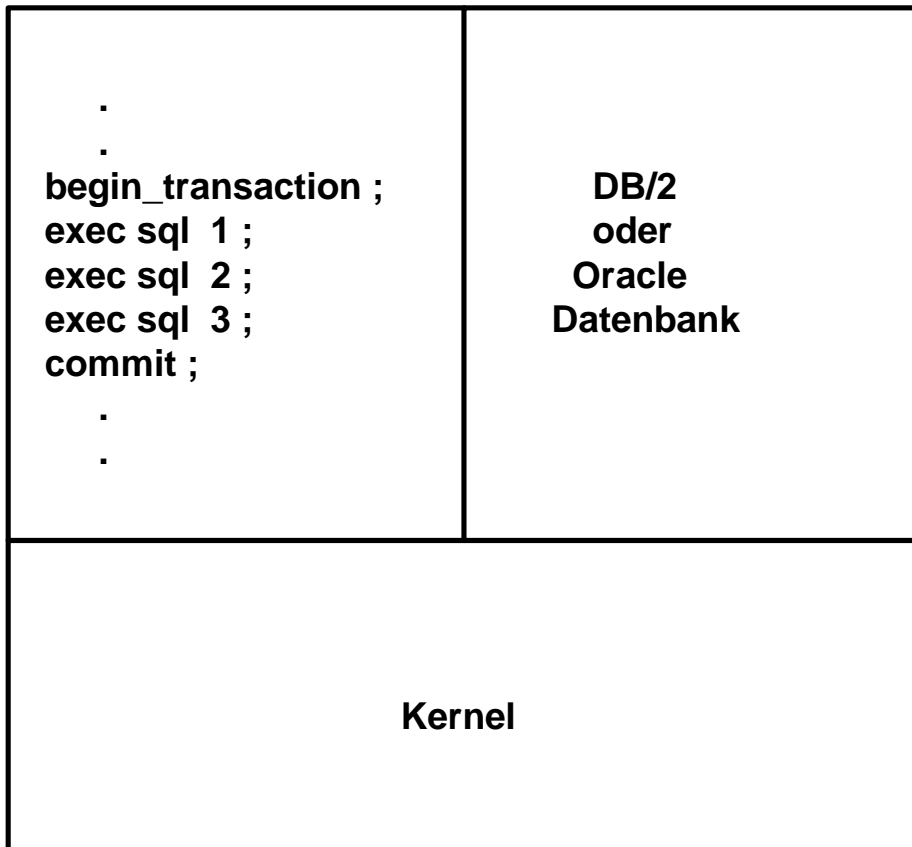 .
.
begin_transaction ;
exec sql 1 ;
exec sql 2 ;
exec sql 3 ;
commit ;
.
.
DB/2
oder
Oracle
Datenbank
Kernel